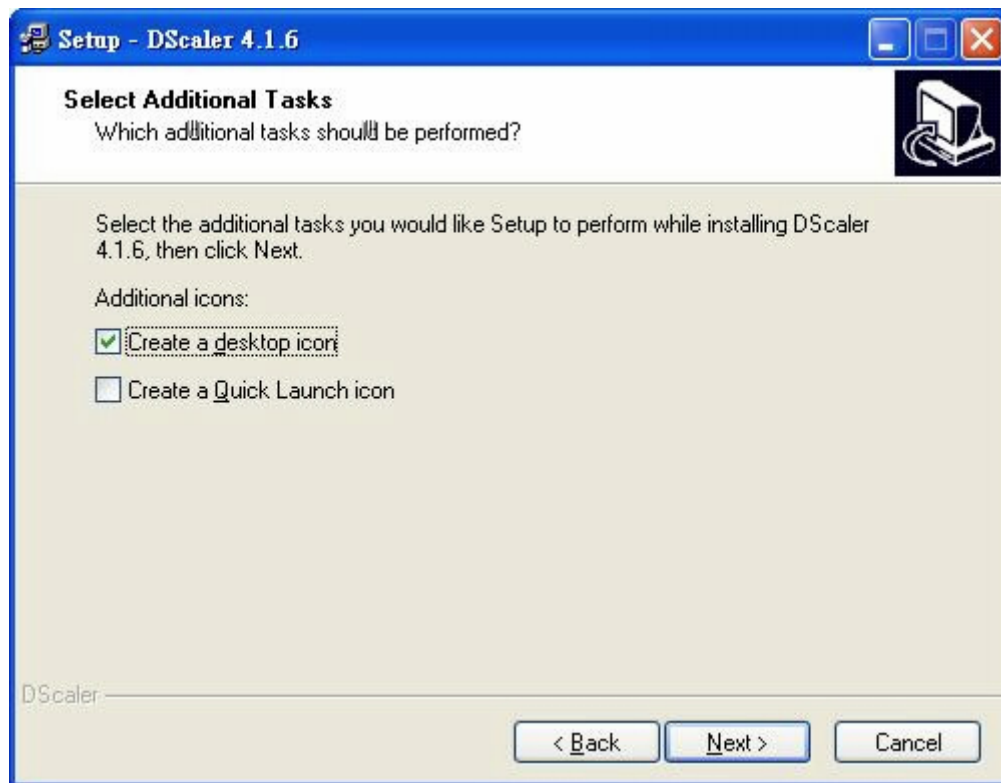 Setup - DScaler 4.1.6
Select Additional Tasks
Which additional tasks should be performed?
Select the additional tasks you would like Setup to perform while installing DScaler
4.1.6, then click Next.
Additional icons:
Create a desktop icon
Create a Quick Launch icon
DScaler
< Back Next > Cancel